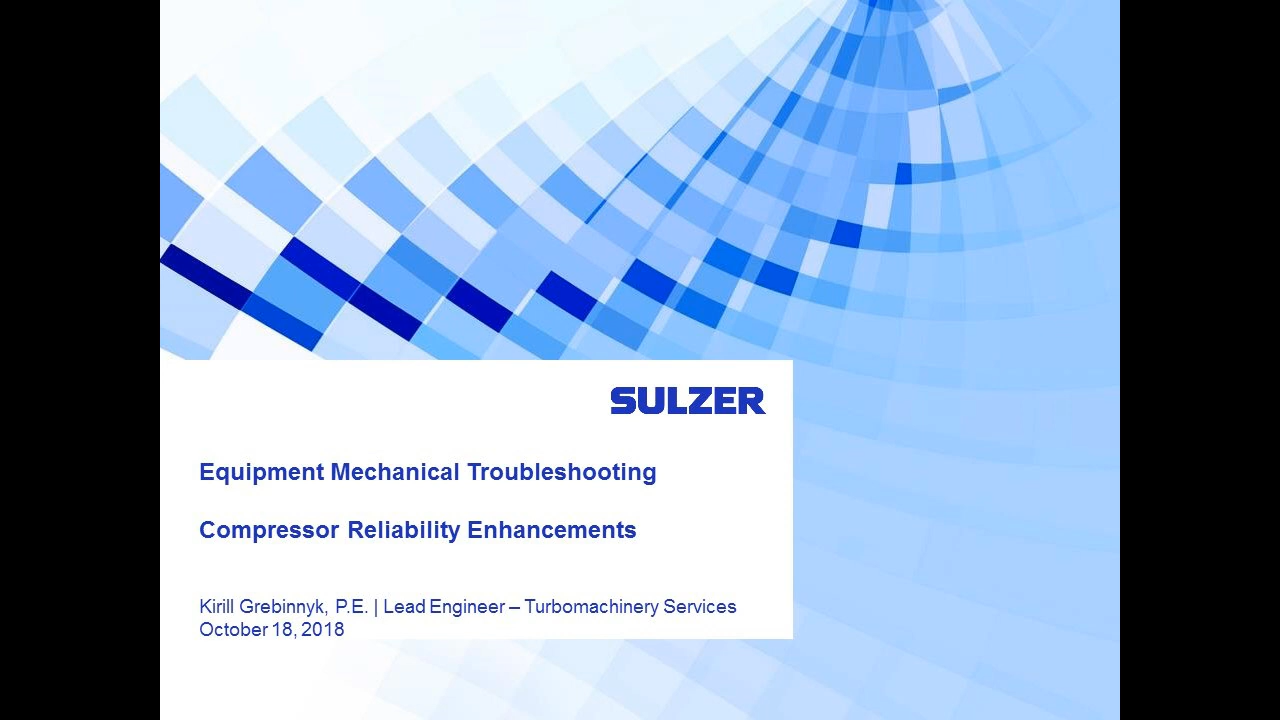 SULZER
Equipment Mechanical Troubleshooting
Compressor Reliability Enhancements
Kirill Grebinnyk, P.E. | Lead Engineer – Turbomachinery Services
October 18, 2018